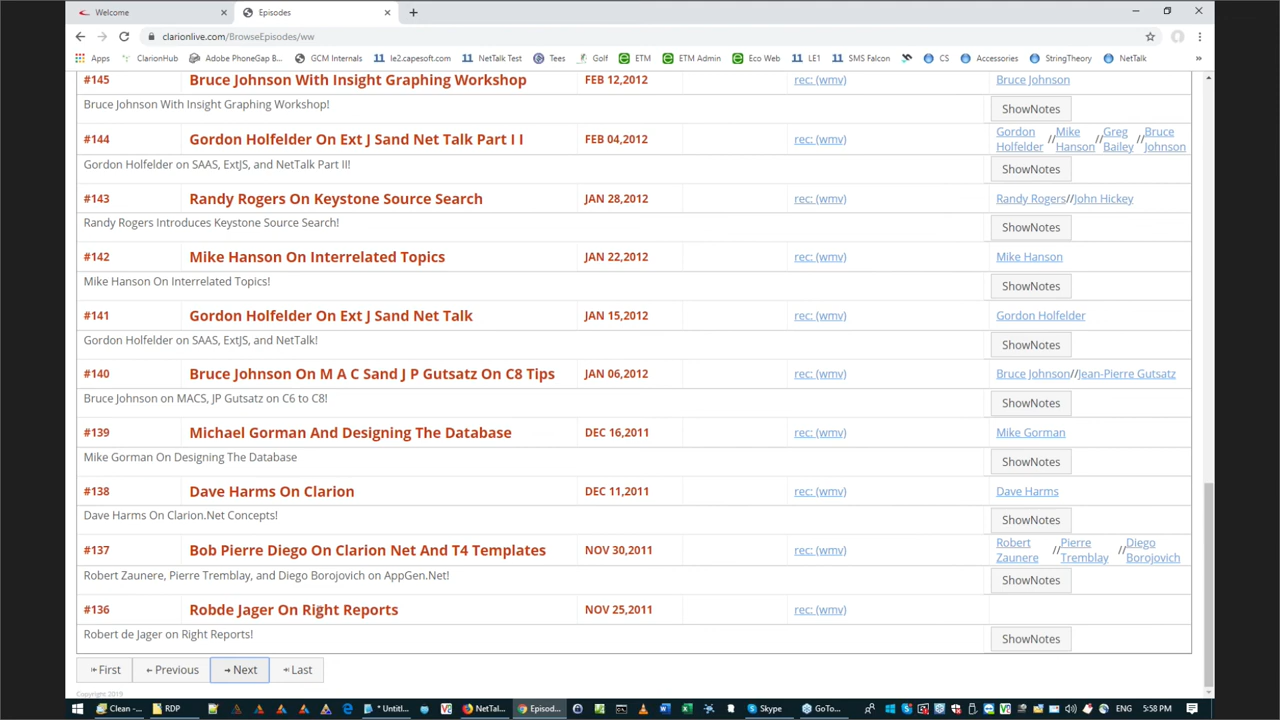 Welcome
Episodes
clarionlive.com/BrowseEpisodes/ww
Apps ClarionHub Adobe PhoneGap B... GCM Internals le2.capesoft.com NetTalk Test Tees Golf ETM ETM Admin Eco Web LE1 SMS Falcon CS Accessories StringTheory NetTalk
#145 Bruce Johnson With Insight Graphing Workshop FEB 12,2012 rec: (wmv) Bruce Johnson
Bruce Johnson With Insight Graphing Workshop! ShowNotes
#144 Gordon Holfelder On Ext J Sand Net Talk Part I I FEB 04,2012 rec: (wmv) Gordon Holfelder//Mike Hanson//Greg Bailey//Bruce Johnson
Gordon Holfelder on SAAS, ExtJS, and NetTalk Part II! ShowNotes
#143 Randy Rogers On Keystone Source Search JAN 28,2012 rec: (wmv) Randy Rogers//John Hickey
Randy Rogers Introduces Keystone Source Search! ShowNotes
#142 Mike Hanson On Interrelated Topics JAN 22,2012 rec: (wmv) Mike Hanson
Mike Hanson On Interrelated Topics! ShowNotes
#141 Gordon Holfelder On Ext J Sand Net Talk JAN 15,2012 rec: (wmv) Gordon Holfelder
Gordon Holfelder on SAAS, ExtJS, and NetTalk! ShowNotes
#140 Bruce Johnson On M A C Sand J P Gutsatz On C8 Tips JAN 06,2012 rec: (wmv) Bruce Johnson//Jean-Pierre Gutsatz
Bruce Johnson on MACS, JP Gutsatz on C6 to C8! ShowNotes
#139 Michael Gorman And Designing The Database DEC 16,2011 rec: (wmv) Mike Gorman
Mike Gorman On Designing The Database ShowNotes
#138 Dave Harms On Clarion DEC 11,2011 rec: (wmv) Dave Harms
Dave Harms On Clarion.Net Concepts! ShowNotes
#137 Bob Pierre Diego On Clarion Net And T4 Templates NOV 30,2011 rec: (wmv) Robert Zaunere//Pierre Tremblay//Diego Borojovich
Robert Zaunere, Pierre Tremblay, and Diego Borojovich on AppGen.Net! ShowNotes
#136 Robde Jager On Right Reports NOV 25,2011 rec: (wmv)
Robert de Jager on Right Reports! ShowNotes
First Previous Next Last
Copyright 2019
Clean -... RDP * Untitl... NetTal... Episod... Skype GoTo... ENG 5:58 PM